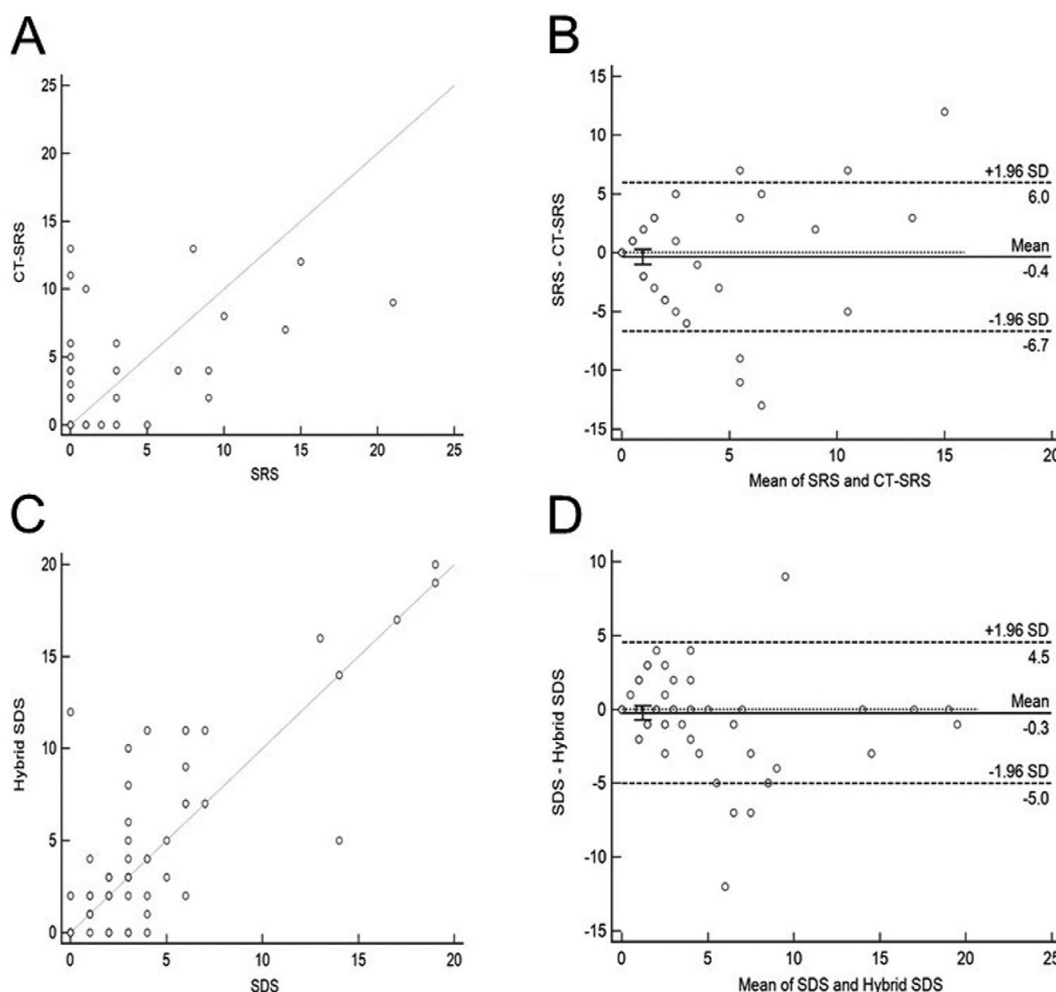 A
25
20
15
10
5
0
CT-SRS
0 5 10 15 20 25
SRS
B
15
10
5
0
-5
-10
-15
SRS - CT-SRS
+1.96 SD
6.0
Mean
-0.4
-1.96 SD
-6.7
0 5 10 15 20
Mean of SRS and CT-SRS
C
20
15
10
5
0
Hybrid SDS
0 5 10 15 20
SDS
D
10
5
0
-5
-10
-15
SDS - Hybrid SDS
+1.96 SD
4.5
Mean
-0.3
-1.96 SD
-5.0
0 5 10 15 20 25
Mean of SDS and Hybrid SDS